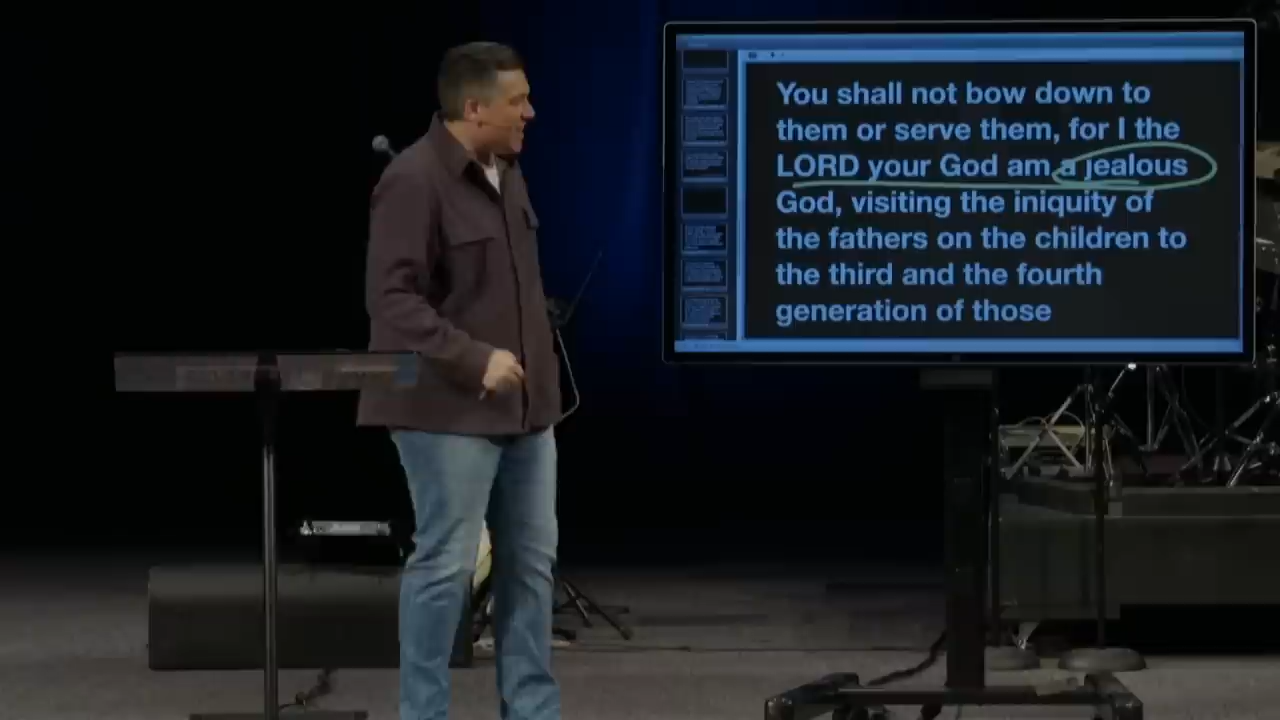 You shall not bow down to
them or serve them, for I the
LORD your God am a jealous
God, visiting the iniquity of
the fathers on the children to
the third and the fourth
generation of those